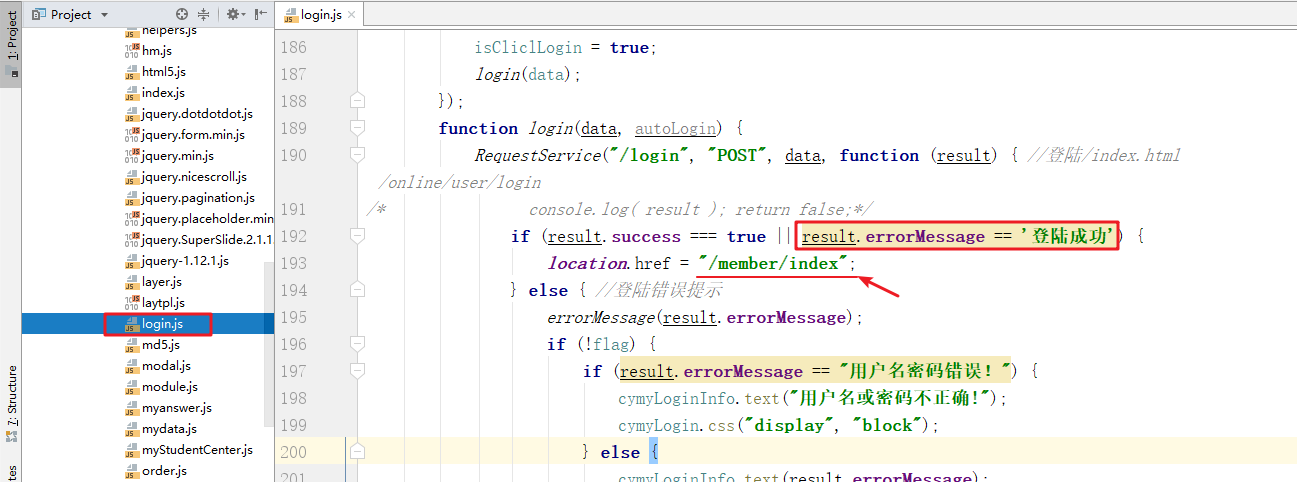 1: Project
Project
login.js
helpers.js
hm.js
html5.js
index.js
jquery.dotdotdot.js
jquery.form.min.js
jquery.min.js
jquery.nicescroll.js
jquery.pagination.js
jquery.placeholder.min
jquery.SuperSlide.2.1.1
jquery-1.12.1.js
layer.js
laytpl.js
login.js
md5.js
modal.js
module.js
myanswer.js
mydata.js
myStudentCenter.js
order.js
7: Structure
186 isCliclLogin = true;
187 login(data);
188 });
189 function login(data, autoLogin) {
190 RequestService("/login", "POST", data, function (result) { //登陆/index.html
/online/user/login
191 /* console.log( result ); return false;*/
192 if (result.success === true || result.errorMessage == '登陆成功') {
193 location.href = "/member/index";
194 } else { //登陆错误提示
195 errorMessage(result.errorMessage);
196 if (!flag) {
197 if (result.errorMessage == "用户名密码错误！") {
198 cymyLoginInfo.text("用户名或密码不正确!");
199 cymyLogin.css("display", "block");
200 } else {
201 cymyLoginInfo.text(result.errorMessage);